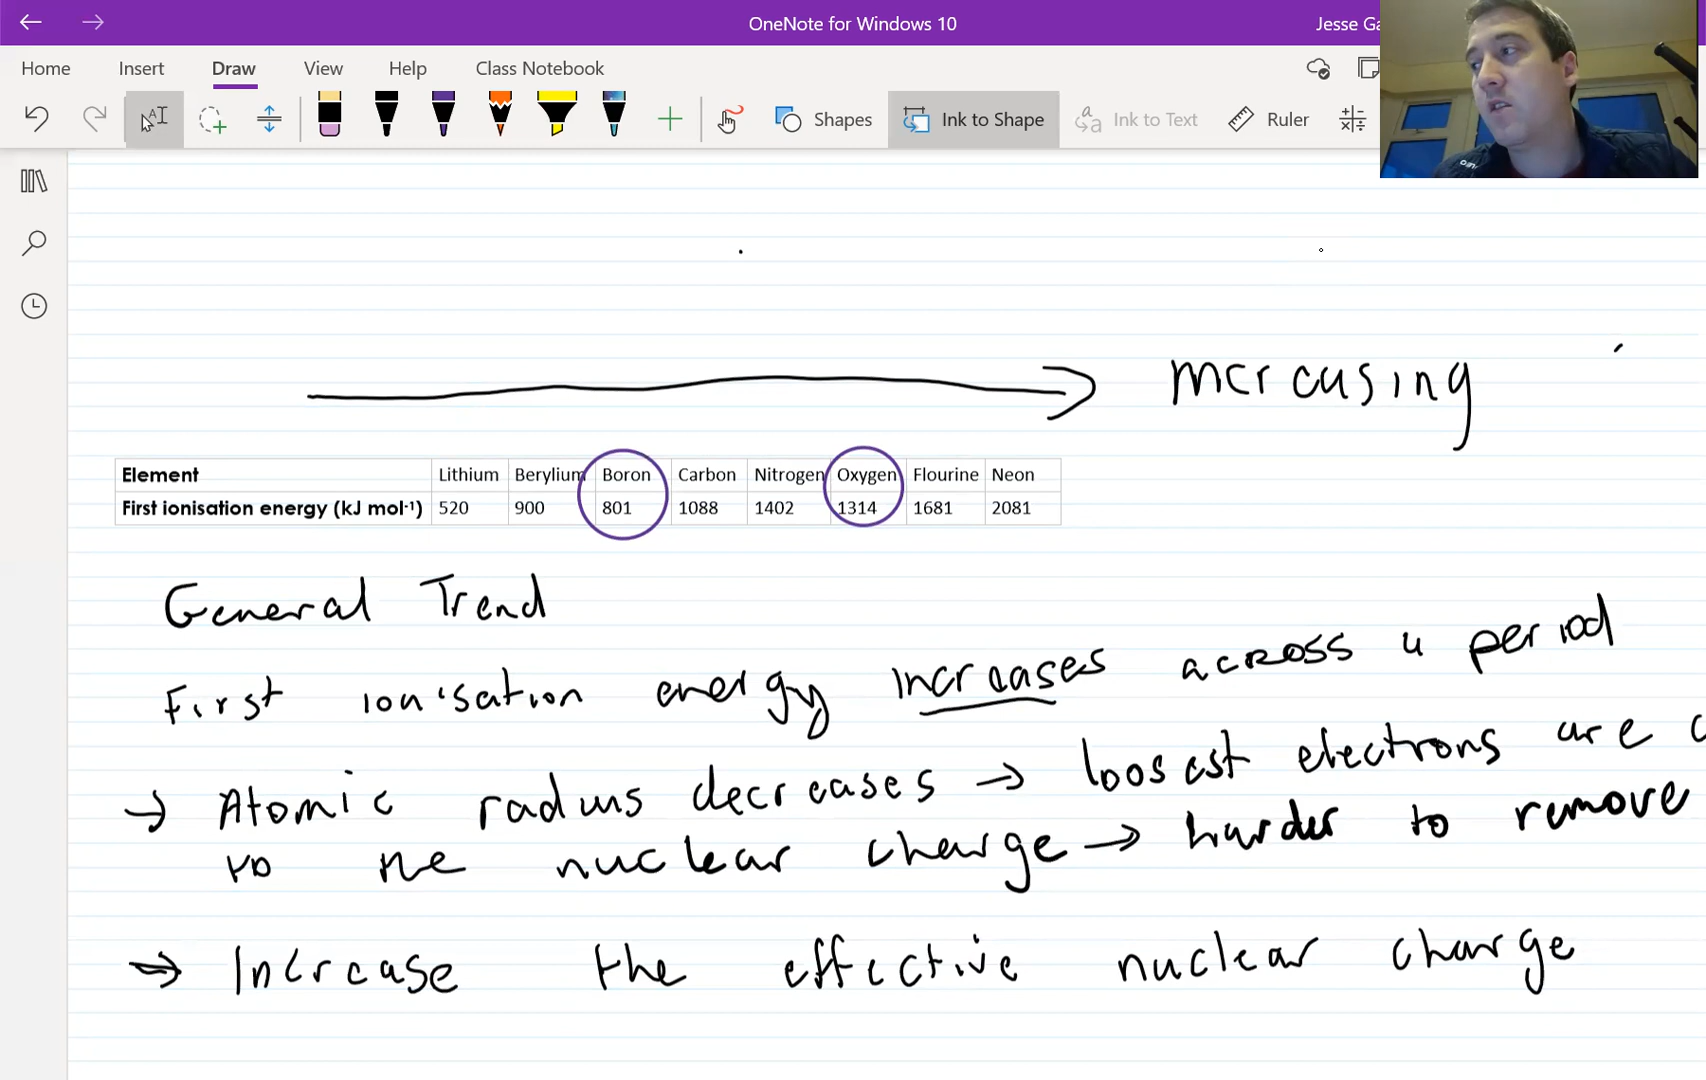 OneNote for Windows 10
Jesse Ga
Home Insert Draw View Help Class Notebook
Shapes Ink to Shape Ink to Text Ruler
increasing
Element Lithium Berylium Boron Carbon Nitrogen Oxygen Flourine Neon
First ionisation energy (kJ mol-1) 520 900 801 1088 1402 1314 1681 2081
General Trend
First ionisation energy increases across a period
→ Atomic radius decreases → loosest electrons are c
to the nuclear charge → harder to remove
→ Increase the effective nuclear charge